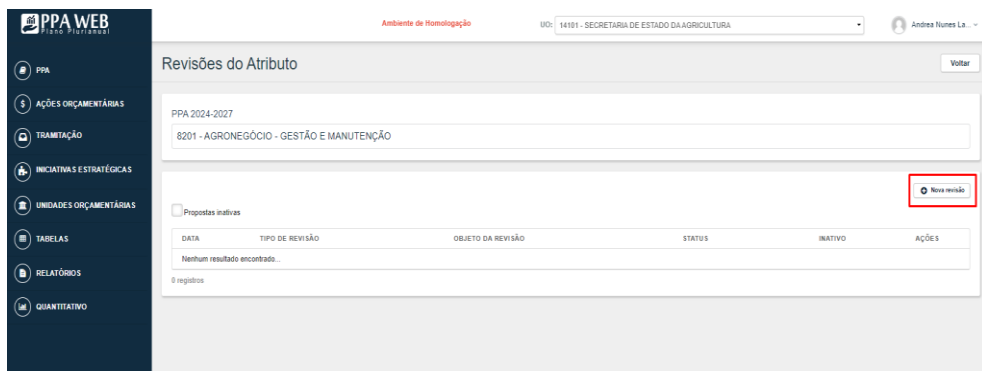 PPA WEB
Plano Plurianual
Ambiente de Homologação
UO: 14101 - SECRETARIA DE ESTADO DA AGRICULTURA
Andrea Nunes La...
PPA
AÇÕES ORÇAMENTÁRIAS
TRAMITAÇÃO
INICIATIVAS ESTRATÉGICAS
UNIDADES ORÇAMENTÁRIAS
TABELAS
RELATÓRIOS
QUANTITATIVO
Revisões do Atributo
Voltar
PPA 2024-2027
8201 - AGRONEGÓCIO - GESTÃO E MANUTENÇÃO
Nova revisão
Propostas inativas
DATA TIPO DE REVISÃO OBJETO DA REVISÃO STATUS INATIVO AÇÕES
Nenhum resultado encontrado...
0 registros